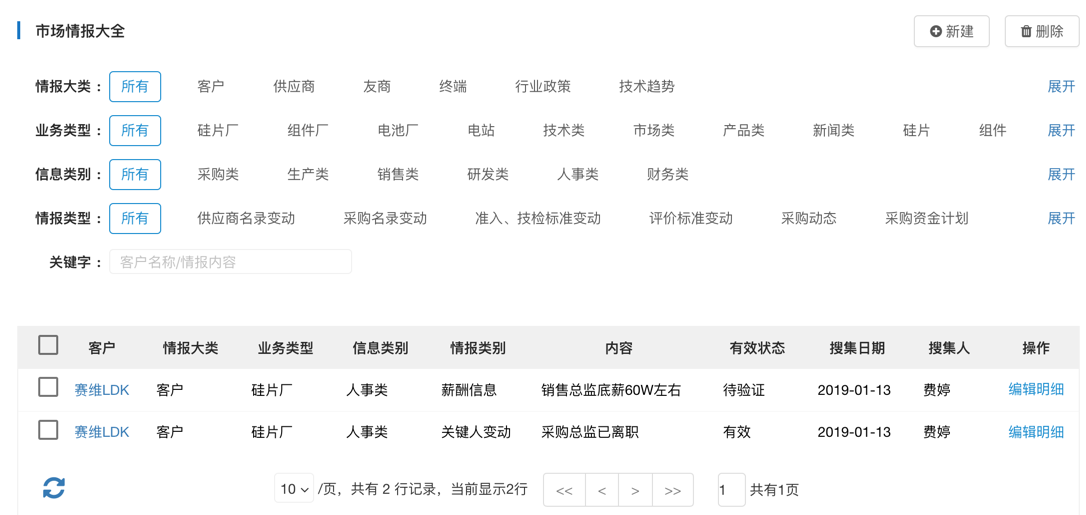 市场情报大全 新建 删除
情报大类： 所有 客户 供应商 友商 终端 行业政策 技术趋势 展开
业务类型： 所有 硅片厂 组件厂 电池厂 电站 技术类 市场类 产品类 新闻类 硅片 组件 展开
信息类别： 所有 采购类 生产类 销售类 研发类 人事类 财务类 展开
情报类型： 所有 供应商名录变动 采购名录变动 准入、技检标准变动 评价标准变动 采购动态 采购资金计划 展开
关键字： 客户名称/情报内容
客户 情报大类 业务类型 信息类别 情报类别 内容 有效状态 搜集日期 搜集人 操作
赛维LDK 客户 硅片厂 人事类 薪酬信息 销售总监底薪60W左右 待验证 2019-01-13 费婷 编辑明细
赛维LDK 客户 硅片厂 人事类 关键人变动 采购总监已离职 有效 2019-01-13 费婷 编辑明细
10 /页，共有 2 行记录，当前显示2行 << < > >> 1 共有1页